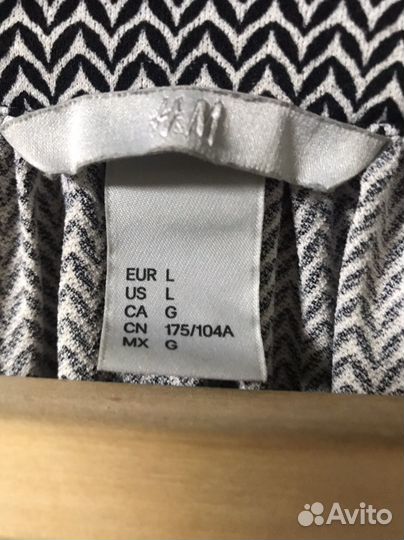 H&M
EUR L
US L
CA G
CN 175/104A
MX G
Avito